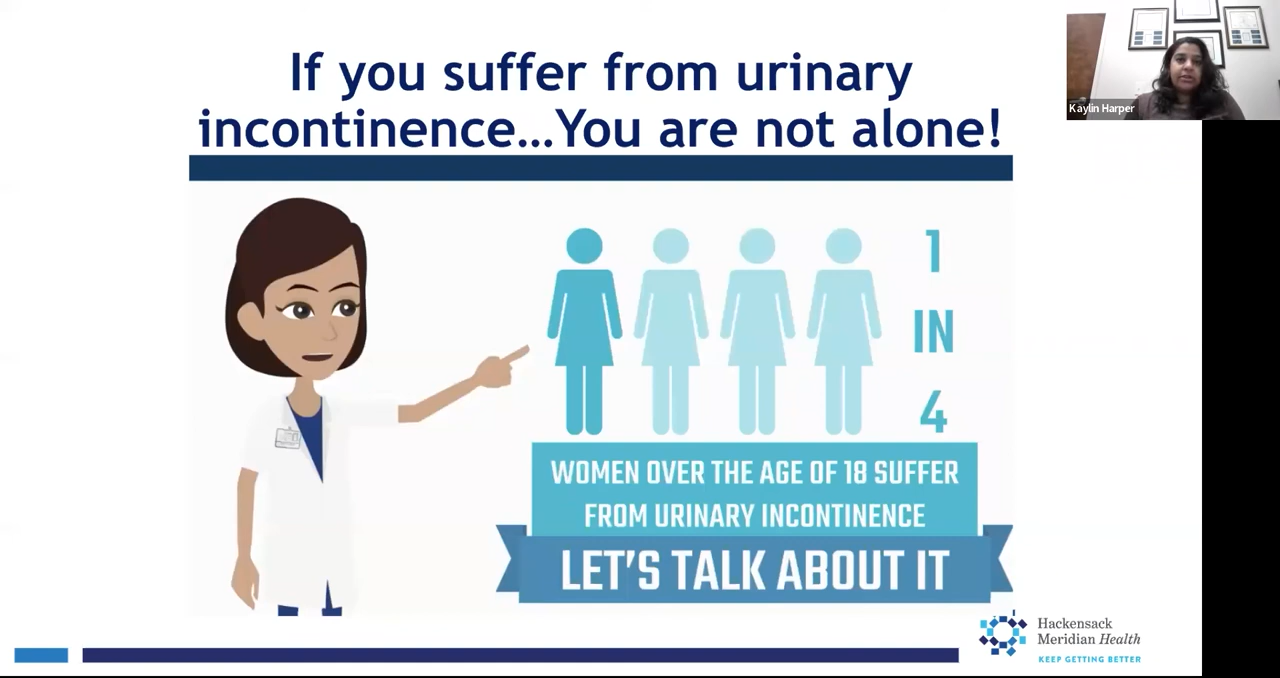 If you suffer from urinary
incontinence...You are not alone!
Kaylin Harper
1
IN
4
WOMEN OVER THE AGE OF 18 SUFFER
FROM URINARY INCONTINENCE
LET'S TALK ABOUT IT
Hackensack
Meridian Health
KEEP GETTING BETTER